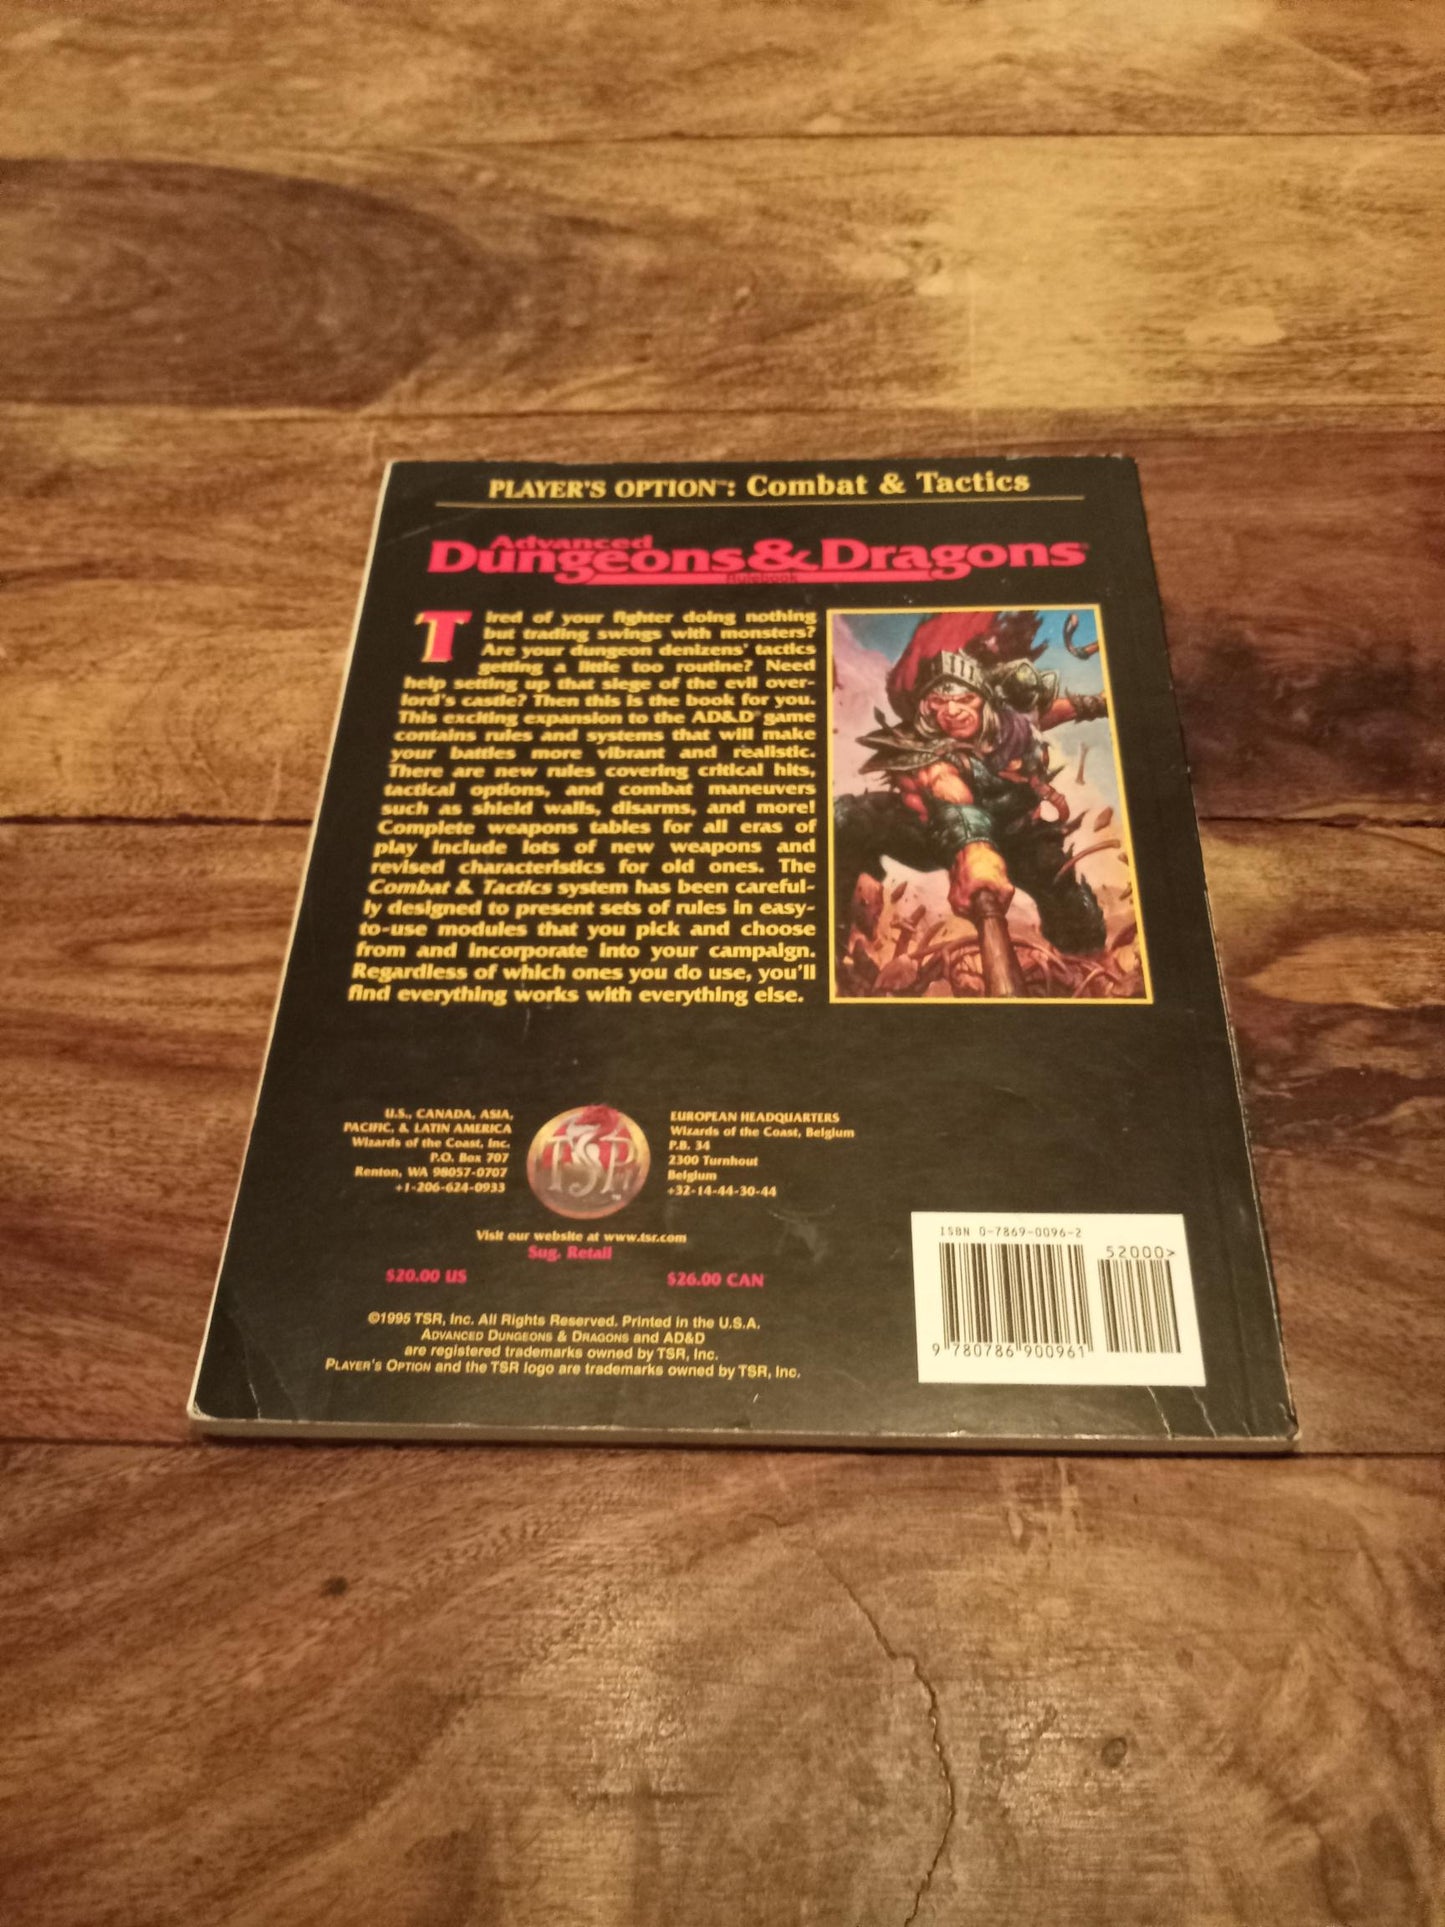 PLAYER'S OPTION™: Combat & Tactics
Advanced
Dungeons & Dragons®
Rulebook
Tired of your fighter doing nothing
but trading swings with monsters?
Are your dungeon denizens' tactics
getting a little too routine? Need
help setting up that siege of the evil over-
lord's castle? Then this is the book for you.
This exciting expansion to the AD&D® game
contains rules and systems that will make
your battles more vibrant and realistic.
There are new rules covering critical hits,
tactical options, and combat maneuvers
such as shield walls, disarms, and more!
Complete weapons tables for all eras of
play include lots of new weapons and
revised characteristics for old ones. The
Combat & Tactics system has been careful-
ly designed to present sets of rules in easy-
to-use modules that you pick and choose
from and incorporate into your campaign.
Regardless of which ones you do use, you'll
find everything works with everything else.
U.S., CANADA, ASIA,
PACIFIC, & LATIN AMERICA
Wizards of the Coast, Inc.
P.O. Box 707
Renton, WA 98057-0707
+1-206-624-0933
TSR
™
EUROPEAN HEADQUARTERS
Wizards of the Coast, Belgium
P.B. 34
2300 Turnhout
Belgium
+32-14-44-30-44
Visit our website at www.tsr.com
Sug. Retail
$20.00 US $26.00 CAN
©1995 TSR, Inc. All Rights Reserved. Printed in the U.S.A.
ADVANCED DUNGEONS & DRAGONS and AD&D
are registered trademarks owned by TSR, Inc.
PLAYER'S OPTION and the TSR logo are trademarks owned by TSR, Inc.
ISBN 0-7869-0096-2
52000>
9 780786 900961